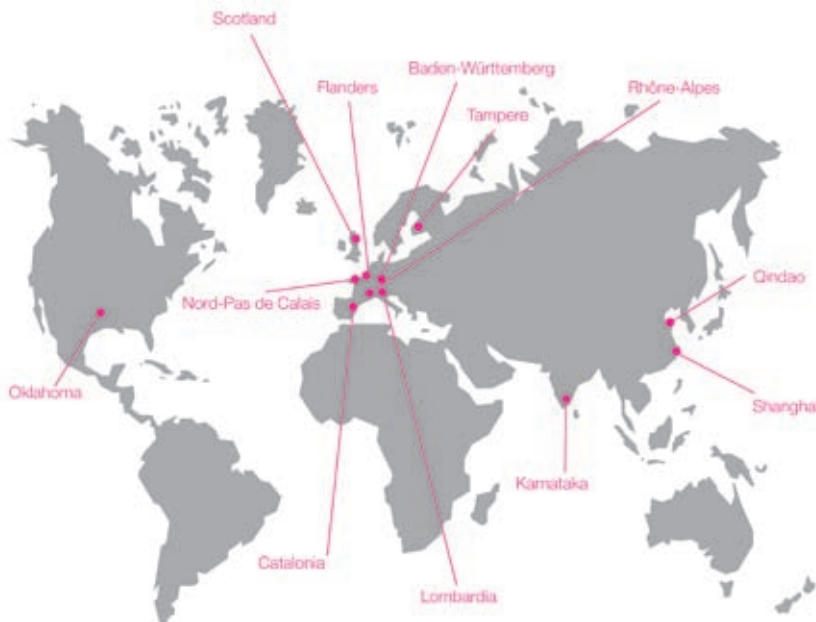 Scotland
Baden-Württemberg
Flanders
Rhône-Alpes
Tampere
Qindao
Nord-Pas de Calais
Oklahoma
Shangha
Karnataka
Catalonia
Lombardia